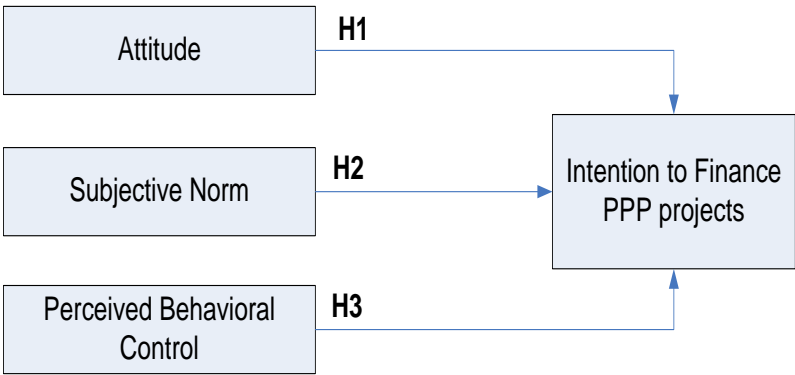 Attitude
H1
Subjective Norm
H2
Perceived Behavioral
Control
H3
Intention to Finance
PPP projects